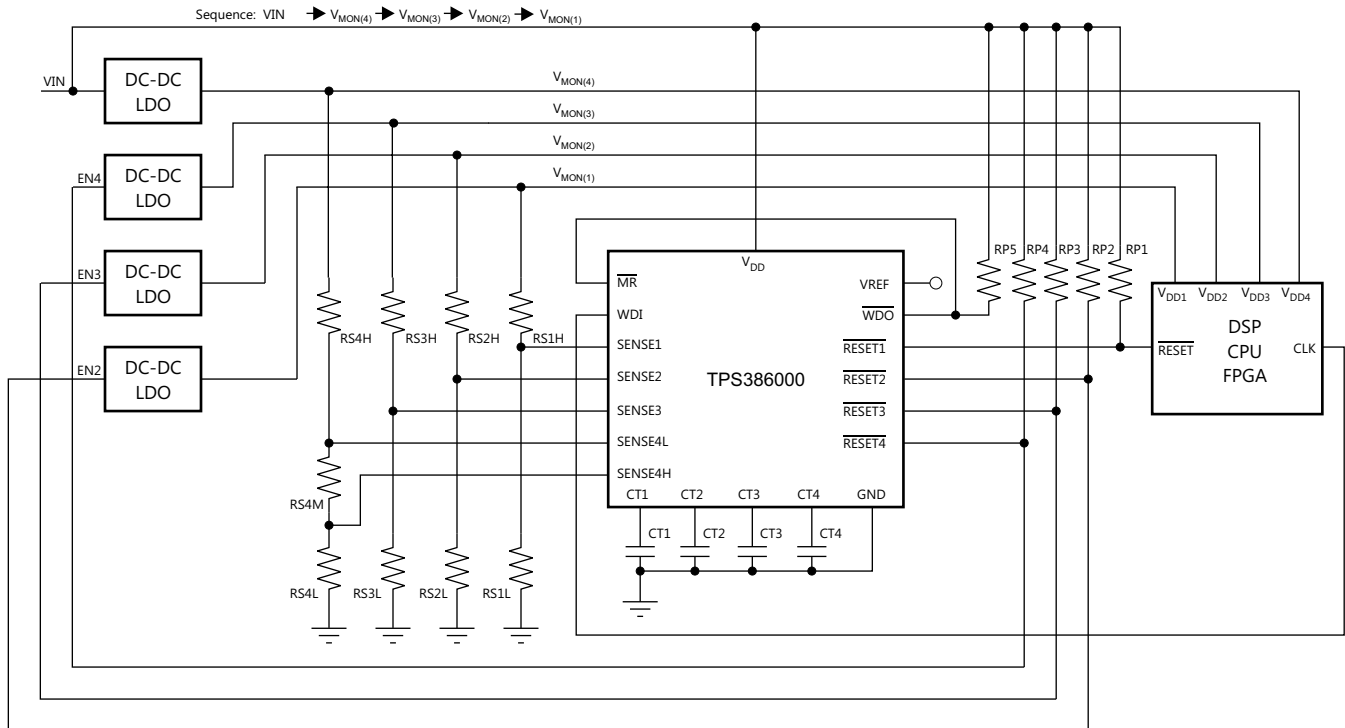 Sequence: VIN → VMON(4) → VMON(3) → VMON(2) → VMON(1)
VIN
DC-DC
LDO
VMON(4)
VMON(3)
VMON(2)
VMON(1)
EN4
DC-DC
LDO
EN3
DC-DC
LDO
EN2
DC-DC
LDO
RS4H
RS3H
RS2H
RS1H
RS4M
RS4L
RS3L
RS2L
RS1L
VDD
MR
WDI
SENSE1
SENSE2
SENSE3
SENSE4L
SENSE4H
TPS386000
VREF
WDO
RESET1
RESET2
RESET3
RESET4
CT1
CT2
CT3
CT4
GND
CT1
CT2
CT3
CT4
RP5
RP4
RP3
RP2
RP1
VDD1
VDD2
VDD3
VDD4
RESET
DSP
CPU
FPGA
CLK